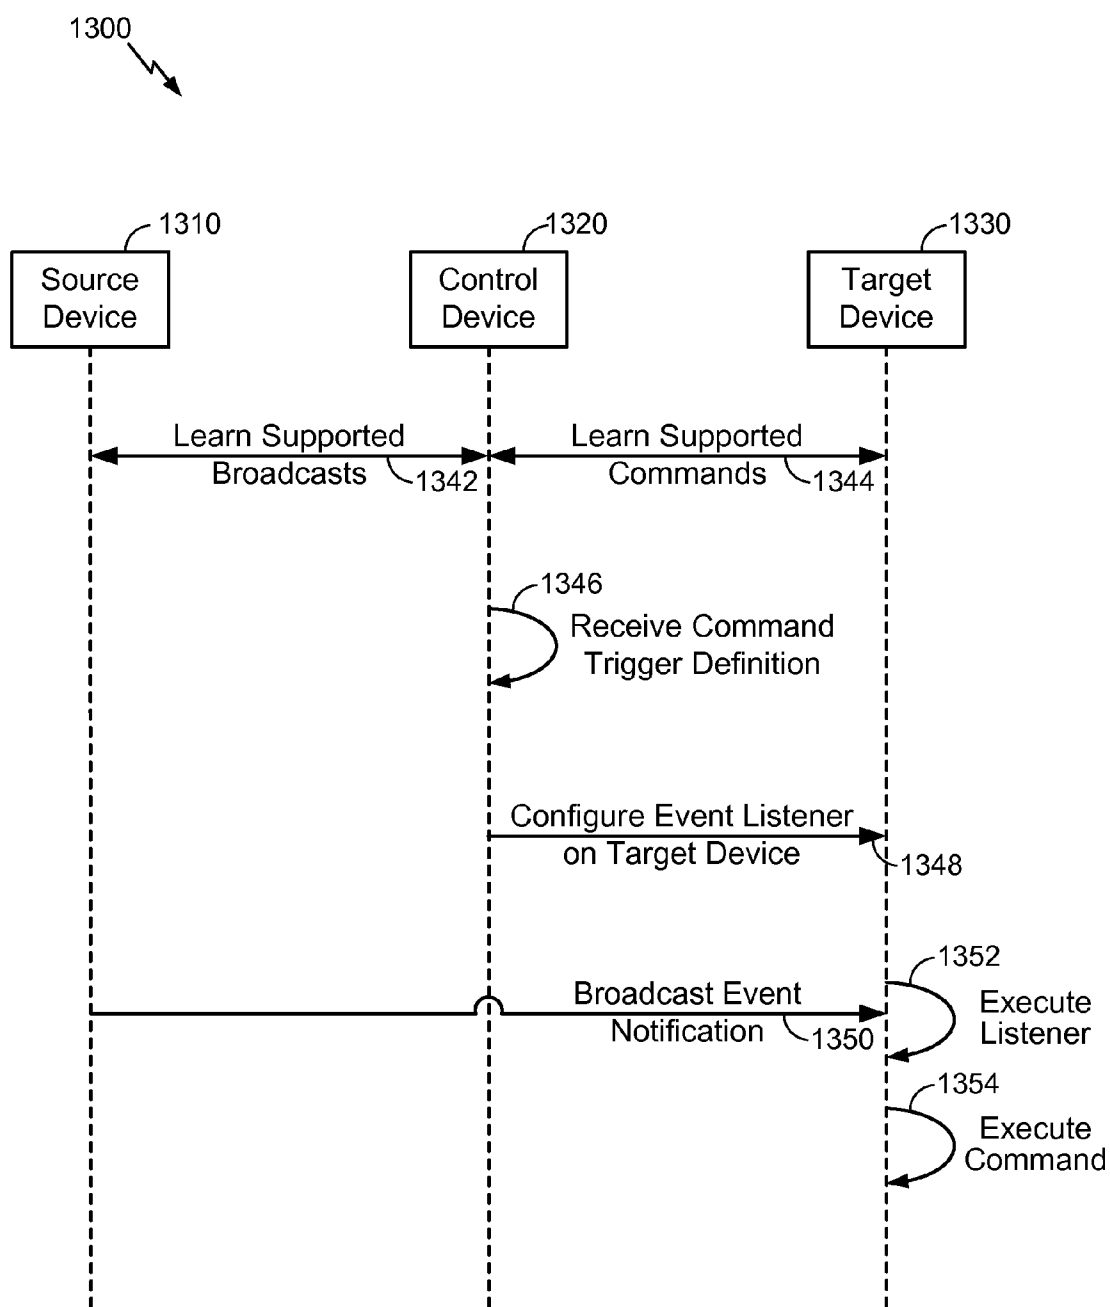 1300
1310
1320
1330
Source
Device
Control
Device
Target
Device
Learn Supported
Broadcasts
1342
Learn Supported
Commands
1344
1346
Receive Command
Trigger Definition
Configure Event Listener
on Target Device
1348
1352
Broadcast Event
Notification
1350
Execute
Listener
1354
Execute
Command